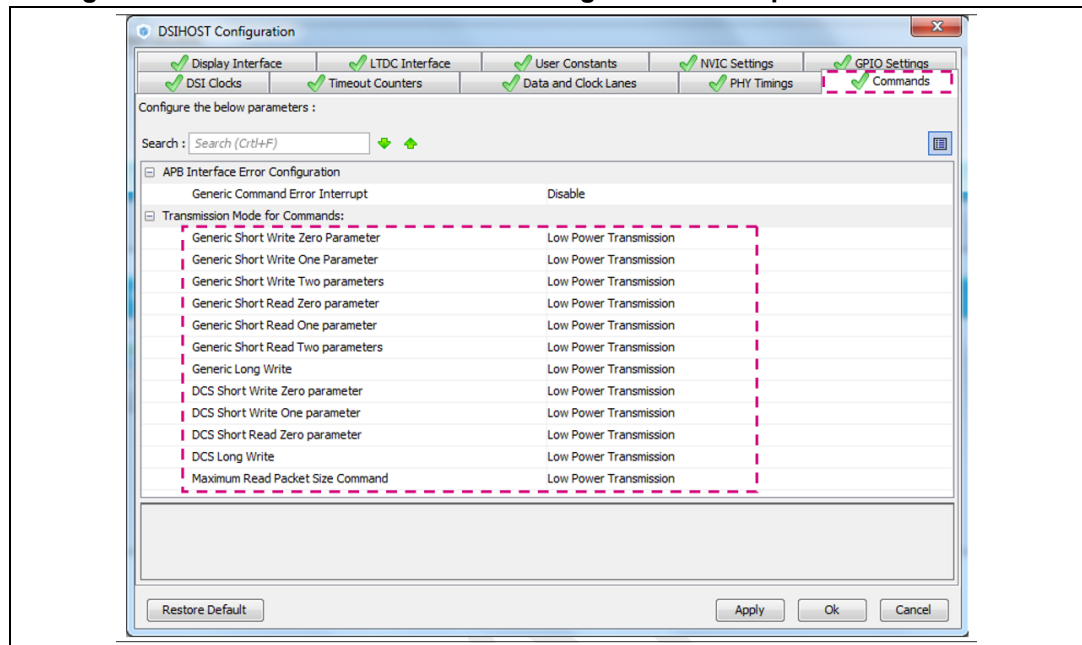 DSIHOST Configuration
Display Interface LTDC Interface User Constants NVIC Settings GPIO Settings
DSI Clocks Timeout Counters Data and Clock Lanes PHY Timings Commands
Configure the below parameters :
Search : Search (Crtl+F)
APB Interface Error Configuration
Generic Command Error Interrupt Disable
Transmission Mode for Commands:
Generic Short Write Zero Parameter Low Power Transmission
Generic Short Write One Parameter Low Power Transmission
Generic Short Write Two parameters Low Power Transmission
Generic Short Read Zero parameter Low Power Transmission
Generic Short Read One parameter Low Power Transmission
Generic Short Read Two parameters Low Power Transmission
Generic Long Write Low Power Transmission
DCS Short Write Zero parameter Low Power Transmission
DCS Short Write One parameter Low Power Transmission
DCS Short Read Zero parameter Low Power Transmission
DCS Long Write Low Power Transmission
Maximum Read Packet Size Command Low Power Transmission
Restore Default Apply Ok Cancel